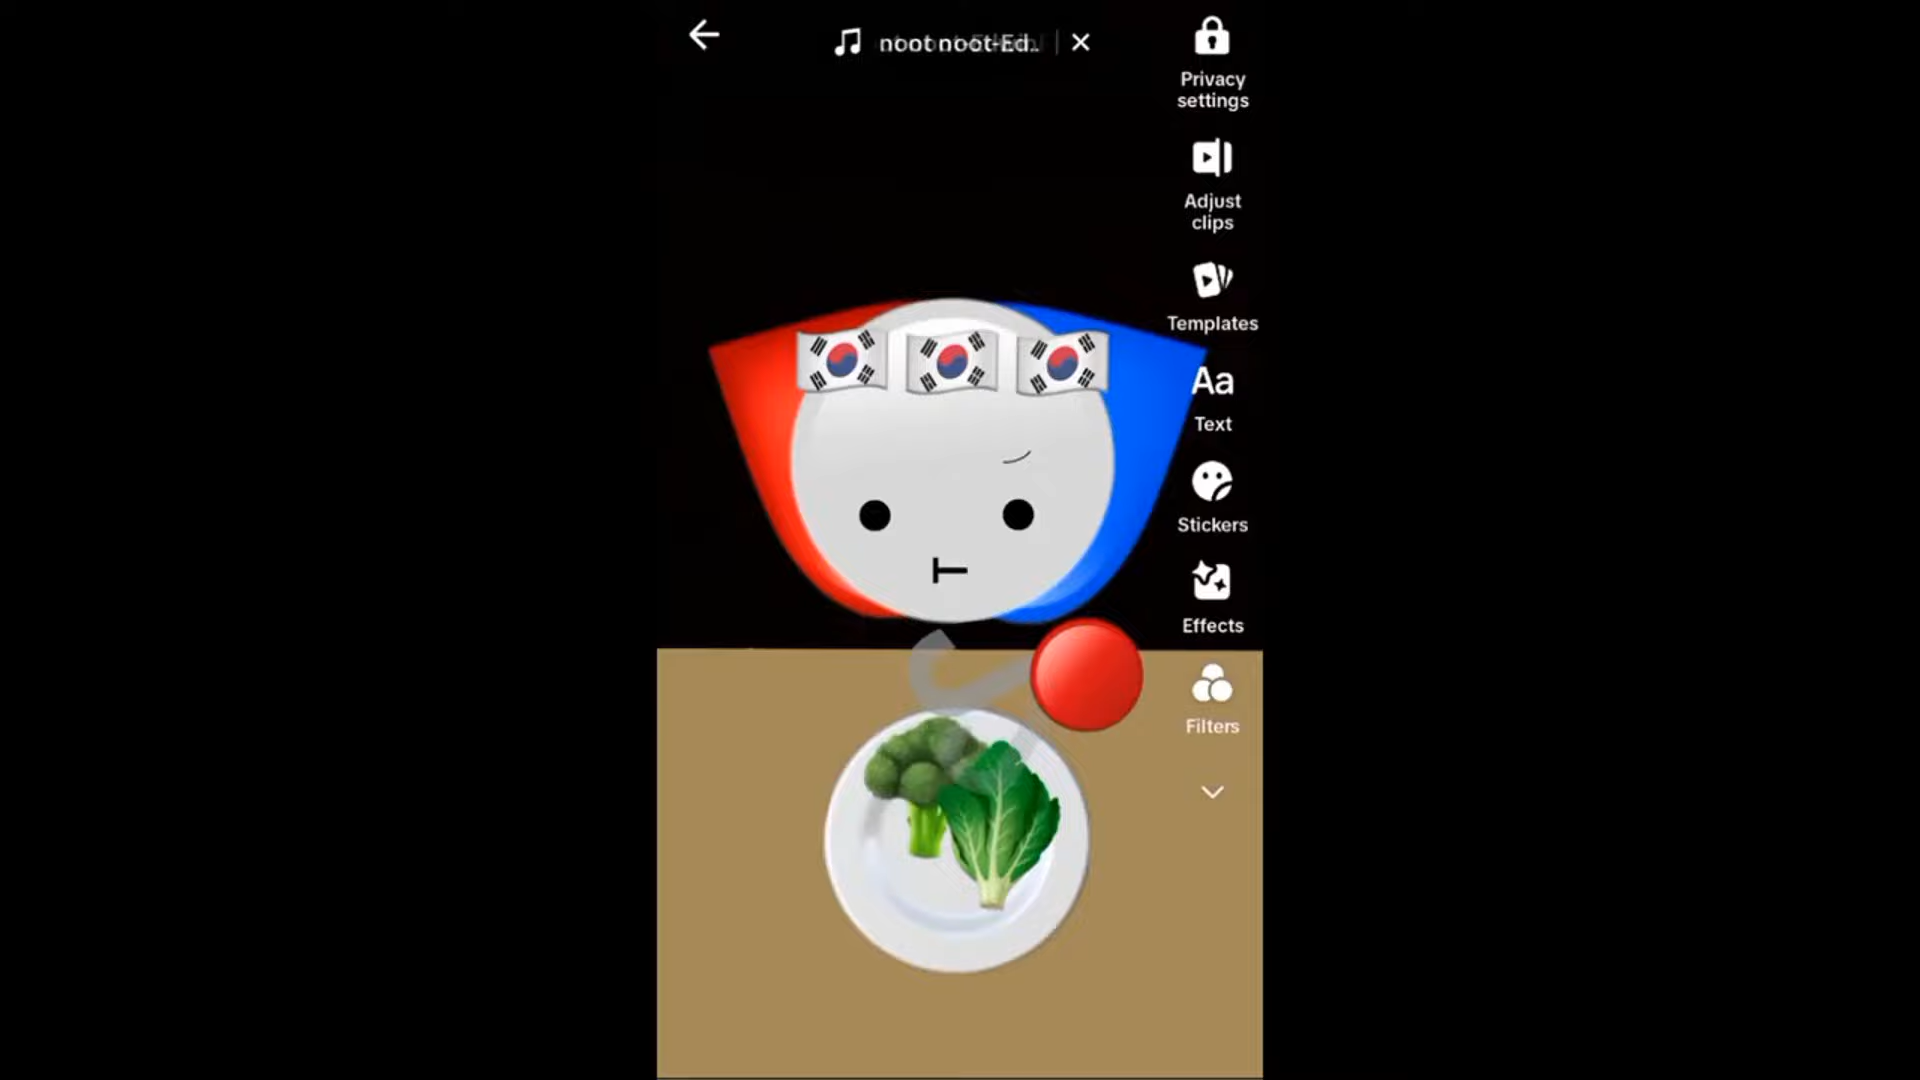 noot noot-Ed..
Privacy
settings
Adjust
clips
Templates
Aa
Text
Stickers
Effects
Filters